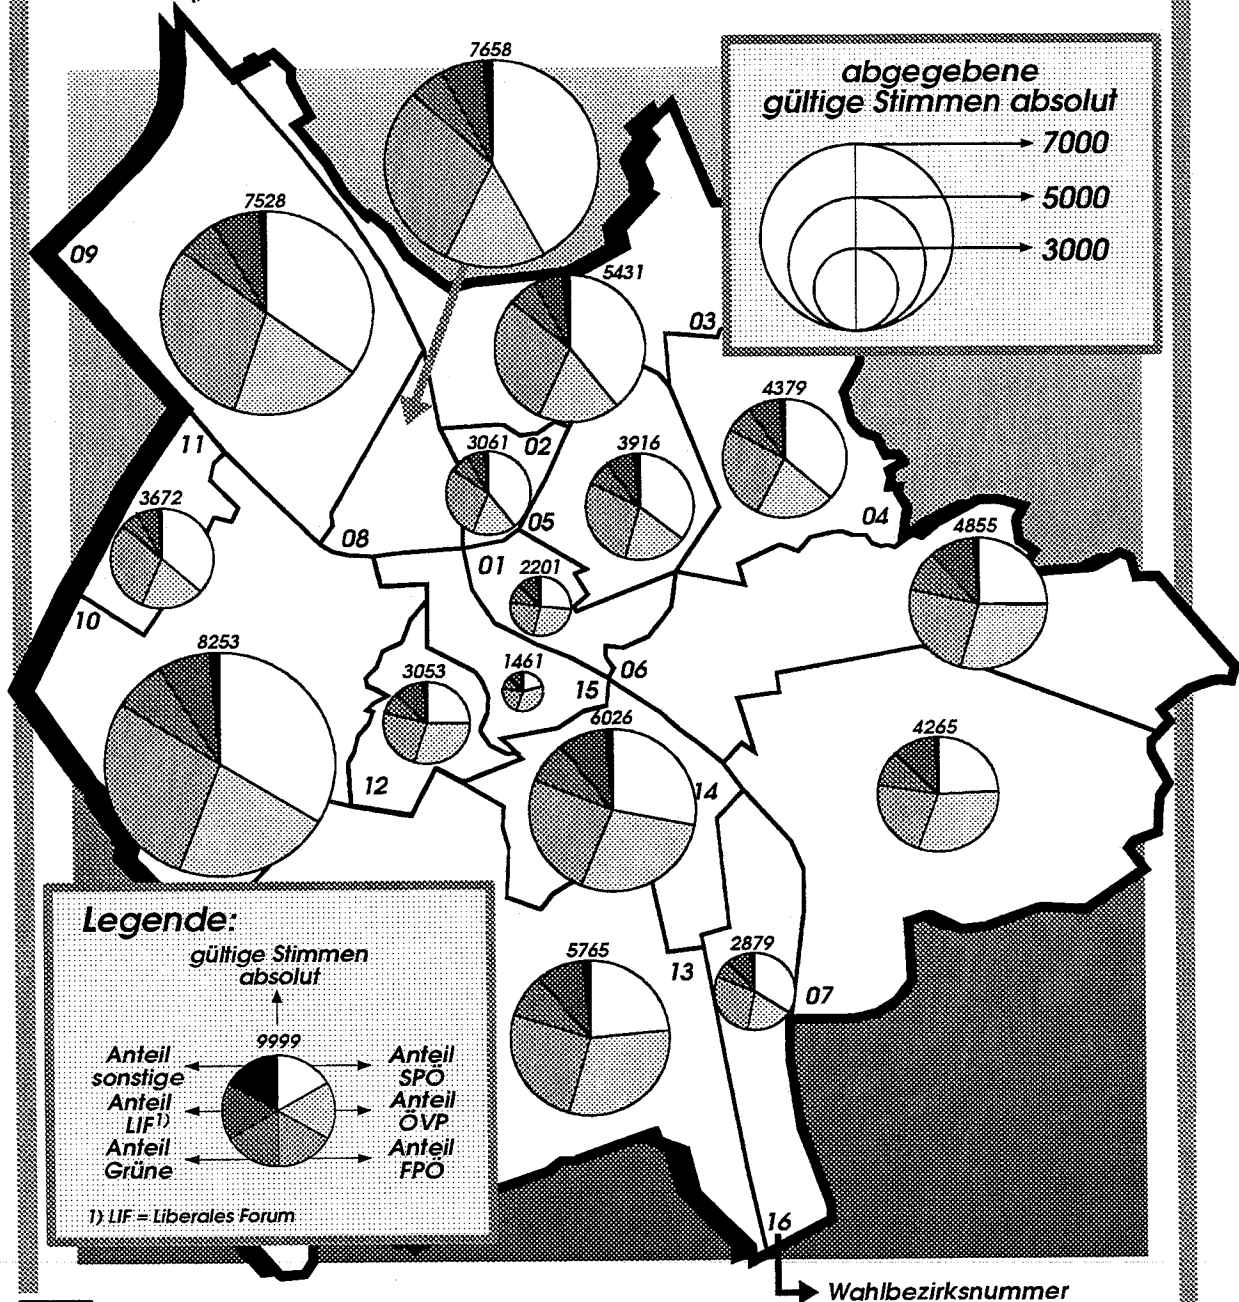 7658
abgegebene
gültige Stimmen absolut
7000
5000
3000
7528
09
5431
03
4379
11
3061
02
3916
3672
08
05
04
4855
01
2201
10
8253
3053
1461
06
15
6026
4265
12
14
Legende:
gültige Stimmen
absolut
9999
Anteil
sonstige
Anteil
SPÖ
Anteil
LIF1)
Anteil
ÖVP
Anteil
Grüne
Anteil
FPÖ
1) LIF = Liberales Forum
5765
13
2879
07
16
Wahlbezirksnummer